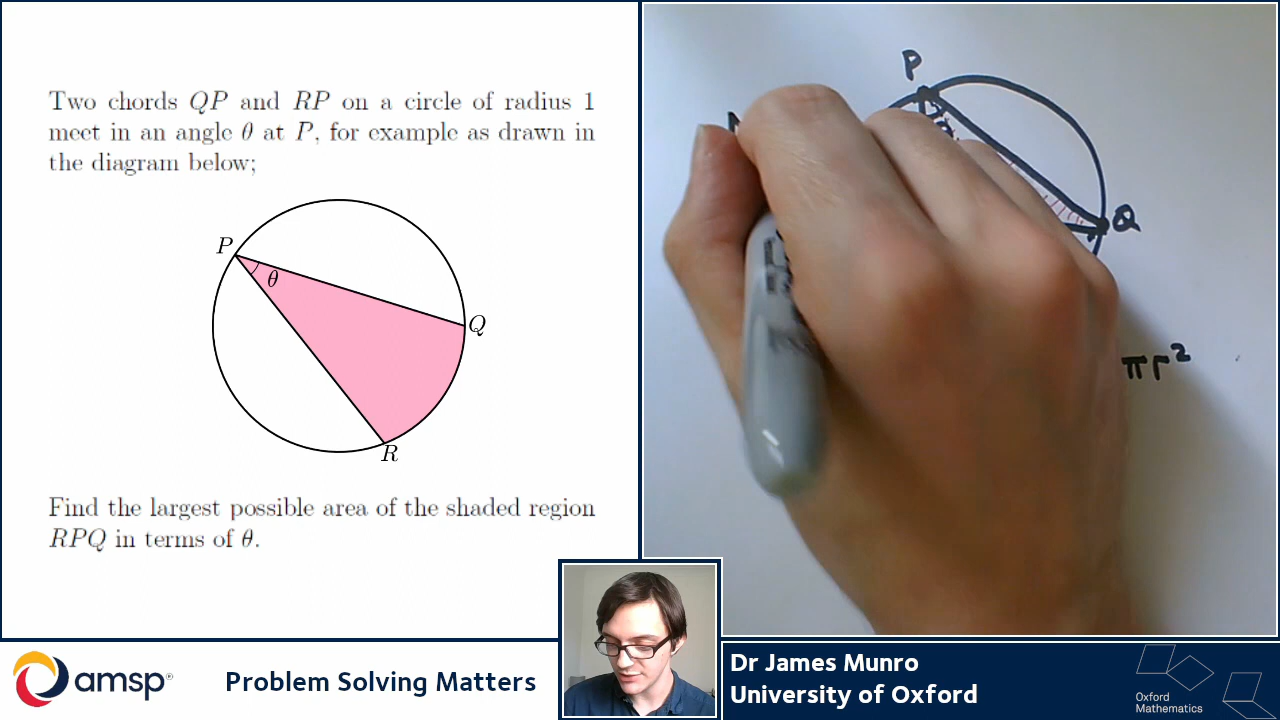 Two chords QP and RP on a circle of radius 1
meet in an angle θ at P, for example as drawn in
the diagram below;
P
θ
Q
R
Find the largest possible area of the shaded region
RPQ in terms of θ.
P
Q
πr²
amsp®
Problem Solving Matters
Dr James Munro
University of Oxford
Oxford
Mathematics